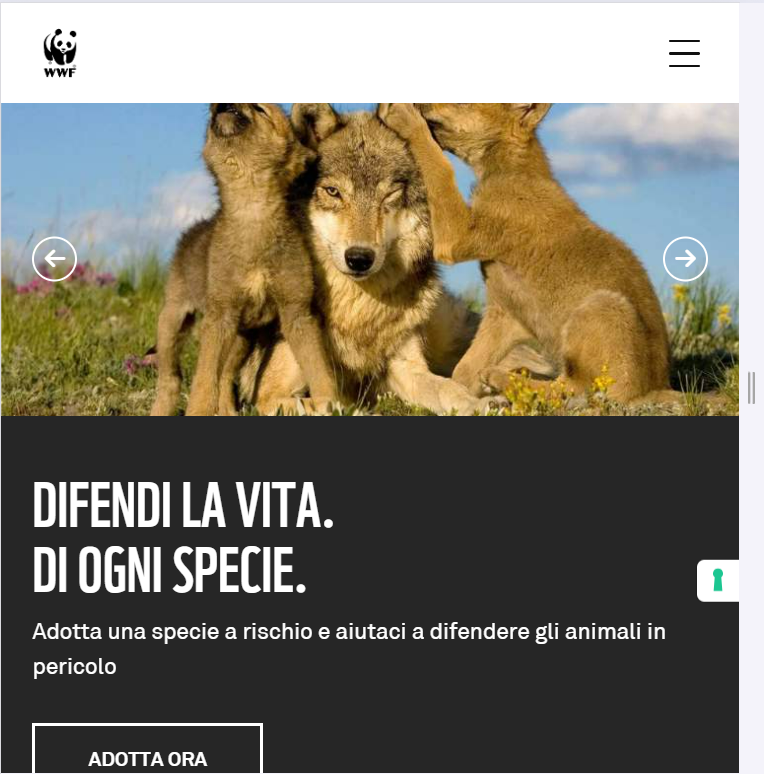 WWF
DIFENDI LA VITA.
DI OGNI SPECIE.
Adotta una specie a rischio e aiutaci a difendere gli animali in
pericolo
ADOTTA ORA